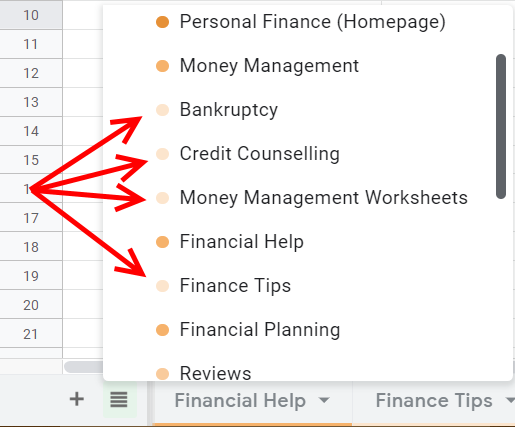 10
Personal Finance (Homepage)
11
12
Money Management
13
Bankruptcy
14
15
Credit Counselling
1
Money Management Worksheets
17
18
Financial Help
19
Finance Tips
20
21
Financial Planning
Reviews
+
Financial Help
Finance Tips